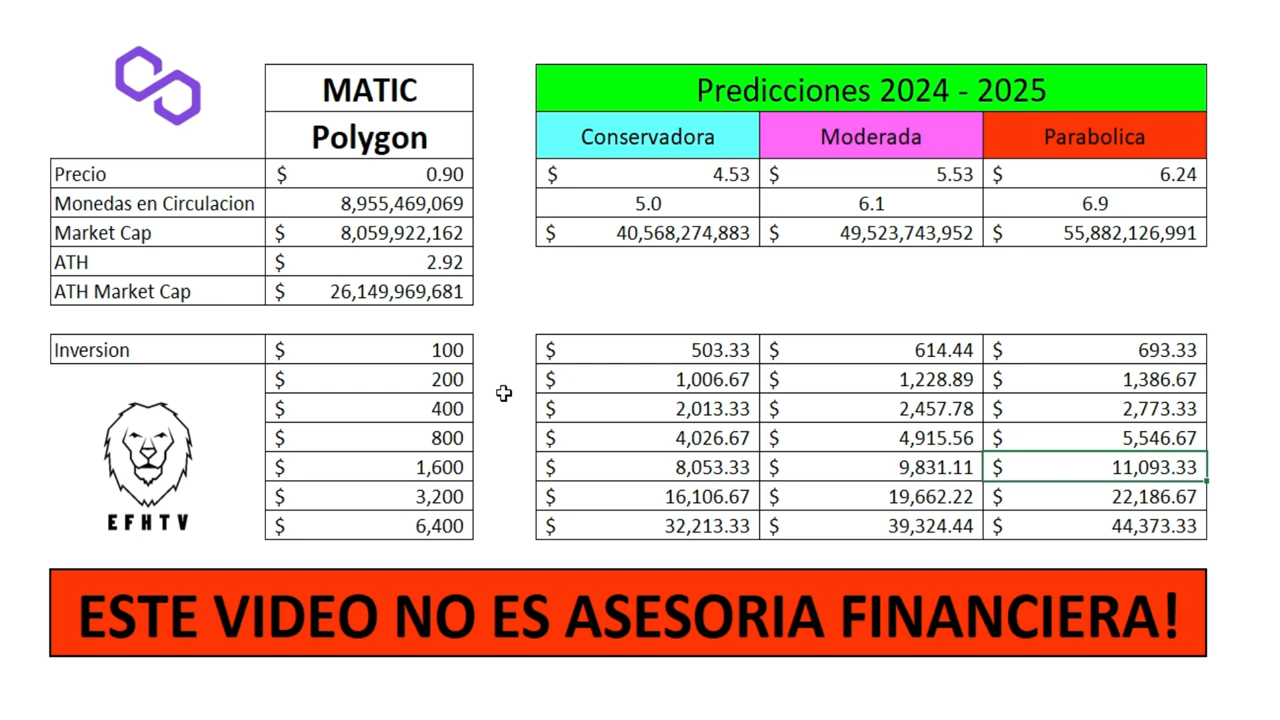 MATIC
Predicciones 2024 - 2025
Polygon
Conservadora Moderada Parabolica
Precio $ 0.90 $ 4.53 $ 5.53 $ 6.24
Monedas en Circulacion 8,955,469,069 5.0 6.1 6.9
Market Cap $ 8,059,922,162 $ 40,568,274,883 $ 49,523,743,952 $ 55,882,126,991
ATH $ 2.92
ATH Market Cap $ 26,149,969,681
Inversion $ 100 $ 503.33 $ 614.44 $ 693.33
$ 200 $ 1,006.67 $ 1,228.89 $ 1,386.67
$ 400 $ 2,013.33 $ 2,457.78 $ 2,773.33
$ 800 $ 4,026.67 $ 4,915.56 $ 5,546.67
$ 1,600 $ 8,053.33 $ 9,831.11 $ 11,093.33
$ 3,200 $ 16,106.67 $ 19,662.22 $ 22,186.67
$ 6,400 $ 32,213.33 $ 39,324.44 $ 44,373.33
EFHTV
ESTE VIDEO NO ES ASESORIA FINANCIERA!